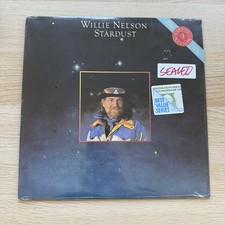 WILLIE NELSON
STARDUST
SEALED
BEST
VALUE
SERIES